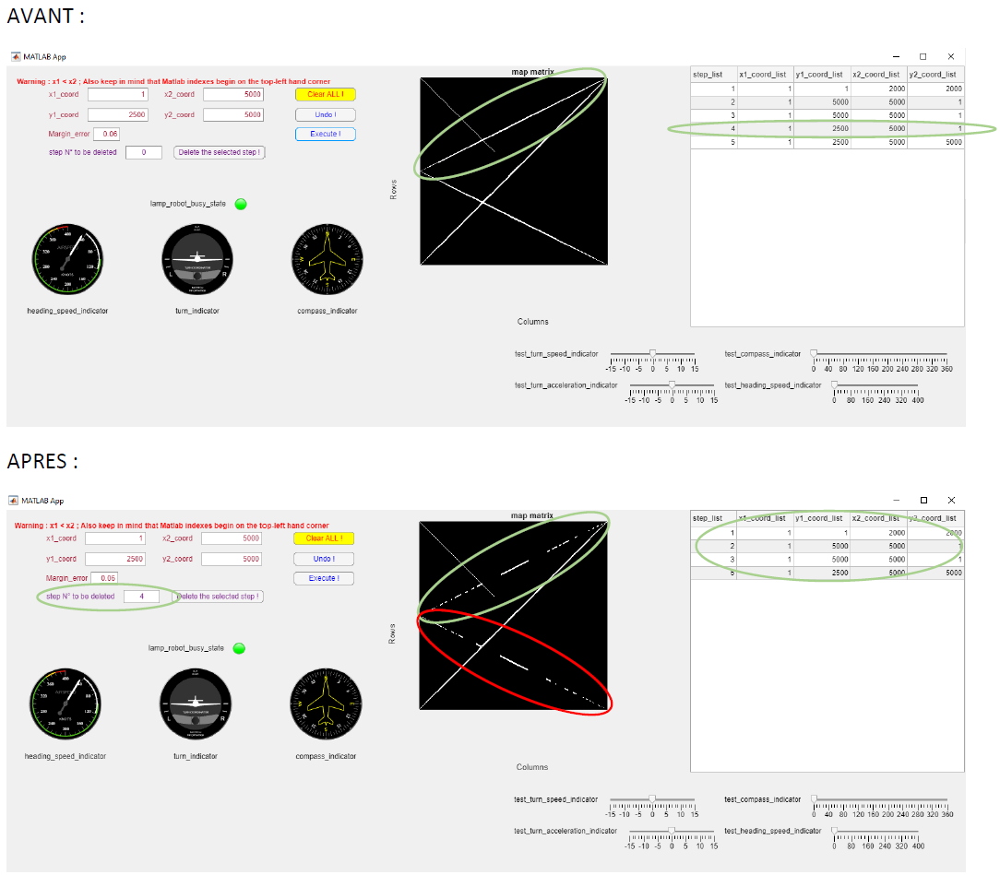 AVANT :
MATLAB App
Warning : x1 < x2 ; Also keep in mind that Matlab indexes begin on the top-left hand corner
x1_coord 1 x2_coord 5000 Clear ALL !
y1_coord 2500 y2_coord 5000 Undo !
Margin_error 0.06 Execute !
step N° to be deleted 0 Delete the selected step !
lamp_robot_busy_state
heading_speed_indicator turn_indicator compass_indicator
map matrix
Rows
Columns
step_list x1_coord_list y1_coord_list x2_coord_list y2_coord_list
1 1 1 2000 2000
2 1 5000 5000 1
3 1 5000 5000 1
4 1 2500 5000 1
5 1 2500 5000 5000
test_turn_speed_indicator
-15 -10 -5 0 5 10 15
test_compass_indicator
0 40 80 120 160 200 240 280 320 360
test_turn_acceleration_indicator
-15 -10 -5 0 5 10 15
test_heading_speed_indicator
0 80 160 240 320 400
APRES :
MATLAB App
Warning : x1 < x2 ; Also keep in mind that Matlab indexes begin on the top-left hand corner
x1_coord 1 x2_coord 5000 Clear ALL !
y1_coord 2500 y2_coord 5000 Undo !
Margin_error 0.06 Execute !
step N° to be deleted 4 Delete the selected step !
lamp_robot_busy_state
heading_speed_indicator turn_indicator compass_indicator
map matrix
Rows
Columns
step_list x1_coord_list y1_coord_list x2_coord_list y2_coord_list
1 1 1 2000 2000
2 1 5000 5000 1
3 1 5000 5000 1
5 1 2500 5000 5000
test_turn_speed_indicator
-15 -10 -5 0 5 10 15
test_compass_indicator
0 40 80 120 160 200 240 280 320 360
test_turn_acceleration_indicator
-15 -10 -5 0 5 10 15
test_heading_speed_indicator
0 80 160 240 320 400